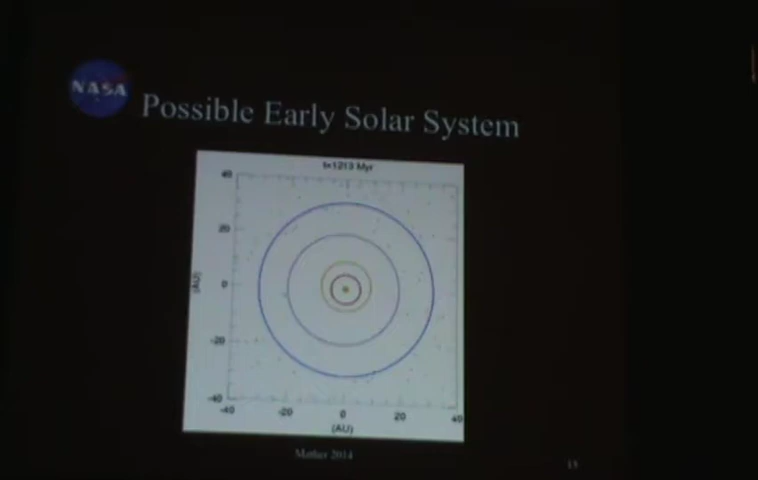 NASA
Possible Early Solar System
t=1213 Myr
40
20
0
-20
-40
(AU)
-40 -20 0 20 40
(AU)
Mather 2014
15